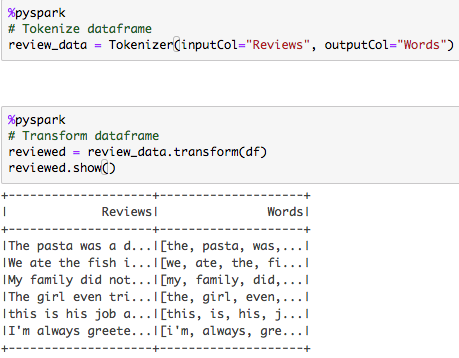 %pyspark
# Tokenize dataframe
review_data = Tokenizer(inputCol="Reviews", outputCol="Words")
%pyspark
# Transform dataframe
reviewed = review_data.transform(df)
reviewed.show()
+--------------------+--------------------+
|             Reviews|               Words|
+--------------------+--------------------+
|The pasta was a d...|[the, pasta, was,...|
|We ate the fish i...|[we, ate, the, fi...|
|My family did not...|[my, family, did,...|
|The girl even tri...|[the, girl, even,...|
|this is his job a...|[this, is, his, j...|
|I'm always greete...|[i'm, always, gre...|
+--------------------+--------------------+